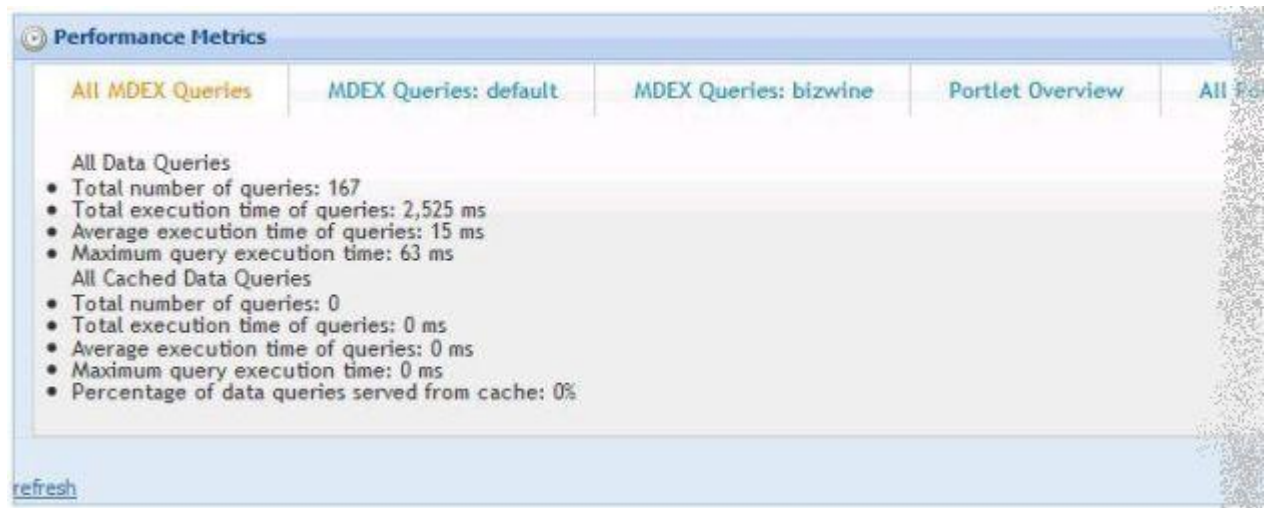 Performance Metrics
All MDEX Queries
MDEX Queries: default
MDEX Queries: bizwine
Portlet Overview
All
All Data Queries
• Total number of queries: 167
• Total execution time of queries: 2,525 ms
• Average execution time of queries: 15 ms
• Maximum query execution time: 63 ms
All Cached Data Queries
• Total number of queries: 0
• Total execution time of queries: 0 ms
• Average execution time of queries: 0 ms
• Maximum query execution time: 0 ms
• Percentage of data queries served from cache: 0%
refresh